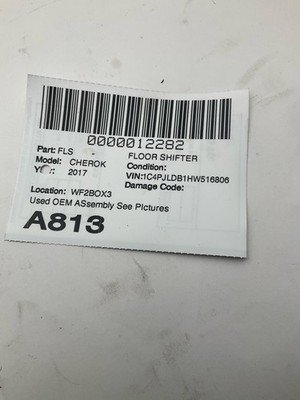 0000012282
Part: FLS FLOOR SHIFTER
Model: CHEROK Condition:
2017 VIN:1C4PJLDB1HW516806
Damage Code:
Location: WF2BOX3
Used OEM ASsembly See Pictures
A813